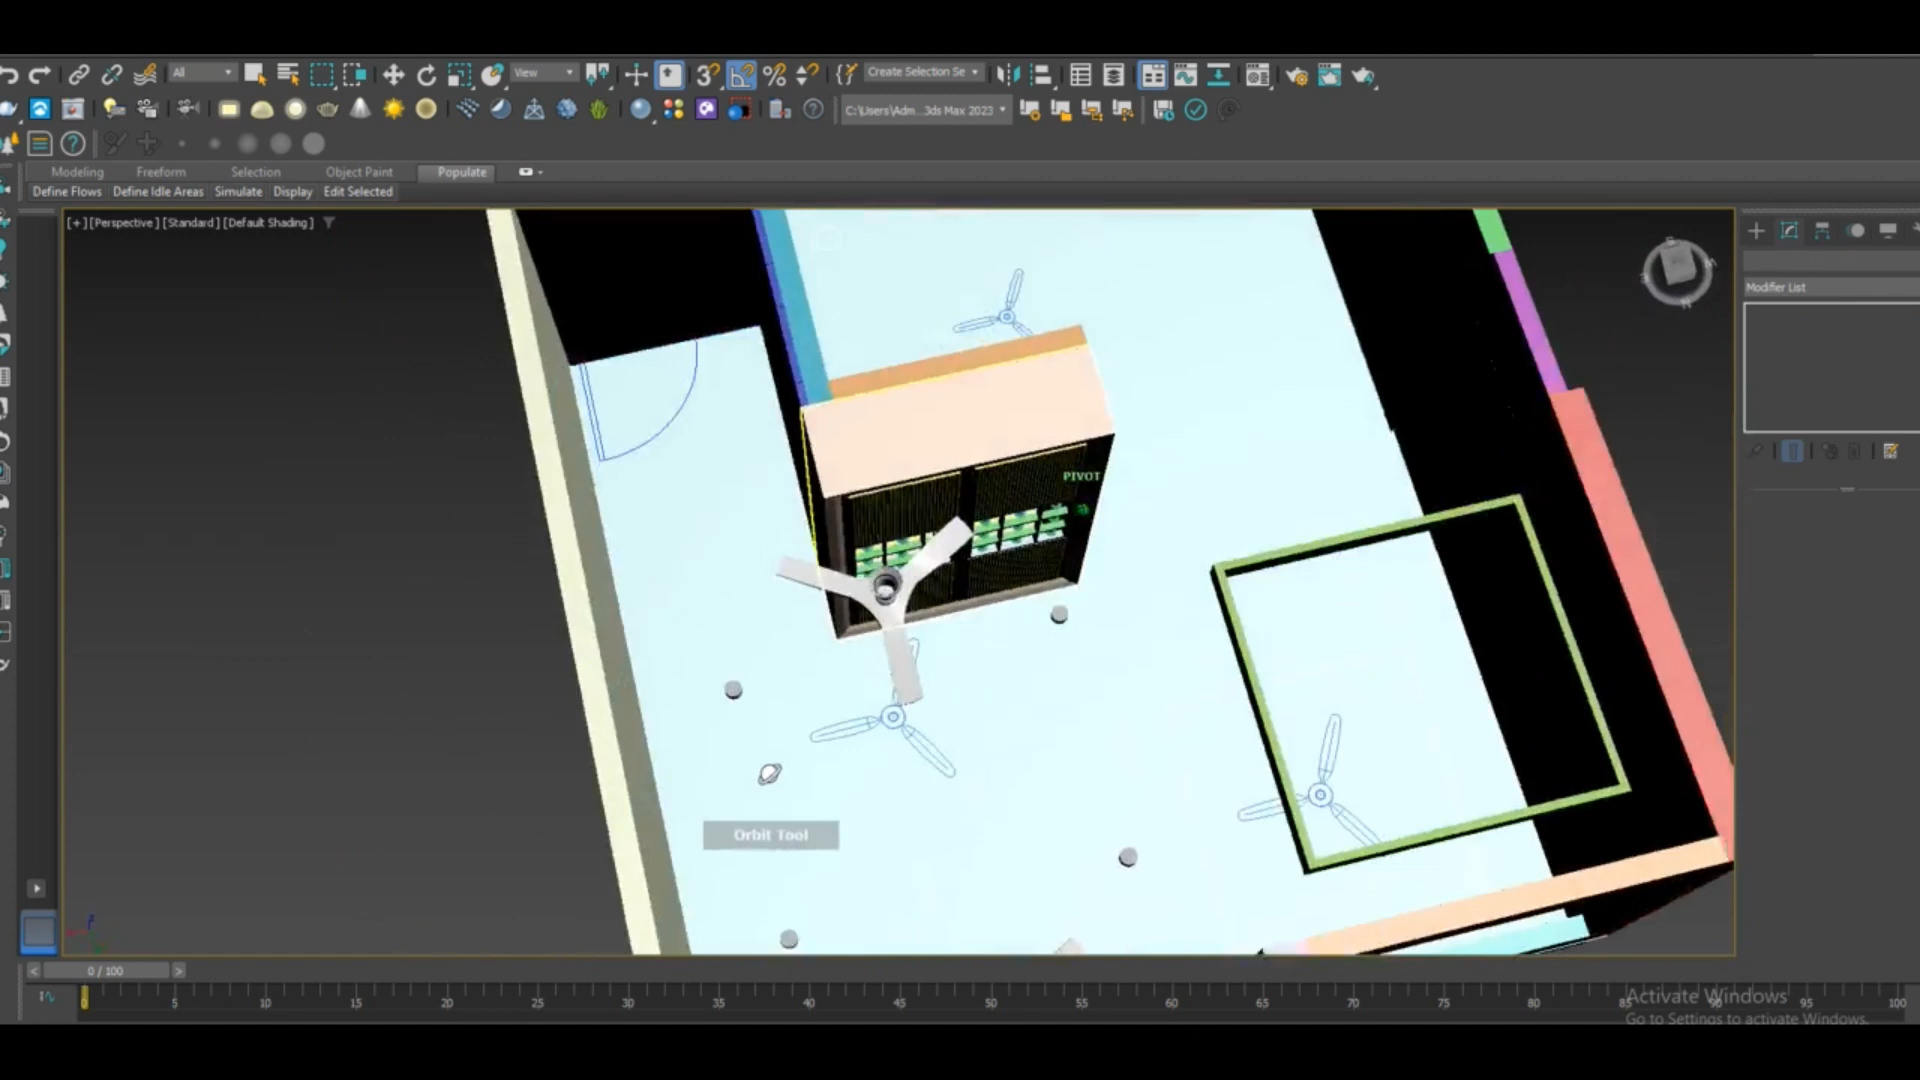 All
View
3
Create Selection Se
C:\Users\Adm...3ds Max 2023
Modeling Freeform Selection Object Paint Populate
Define Flows Define Idle Areas Simulate Display Edit Selected
[+] [Perspective] [Standard] [Default Shading]
Modifier List
PIVOT
Orbit Tool
< 0 / 100 >
0 5 10 15 20 25 30 35 40 45 50 55 60 65 70 75 80 85 90 95 100
Activate Windows
Go to Settings to activate Windows.